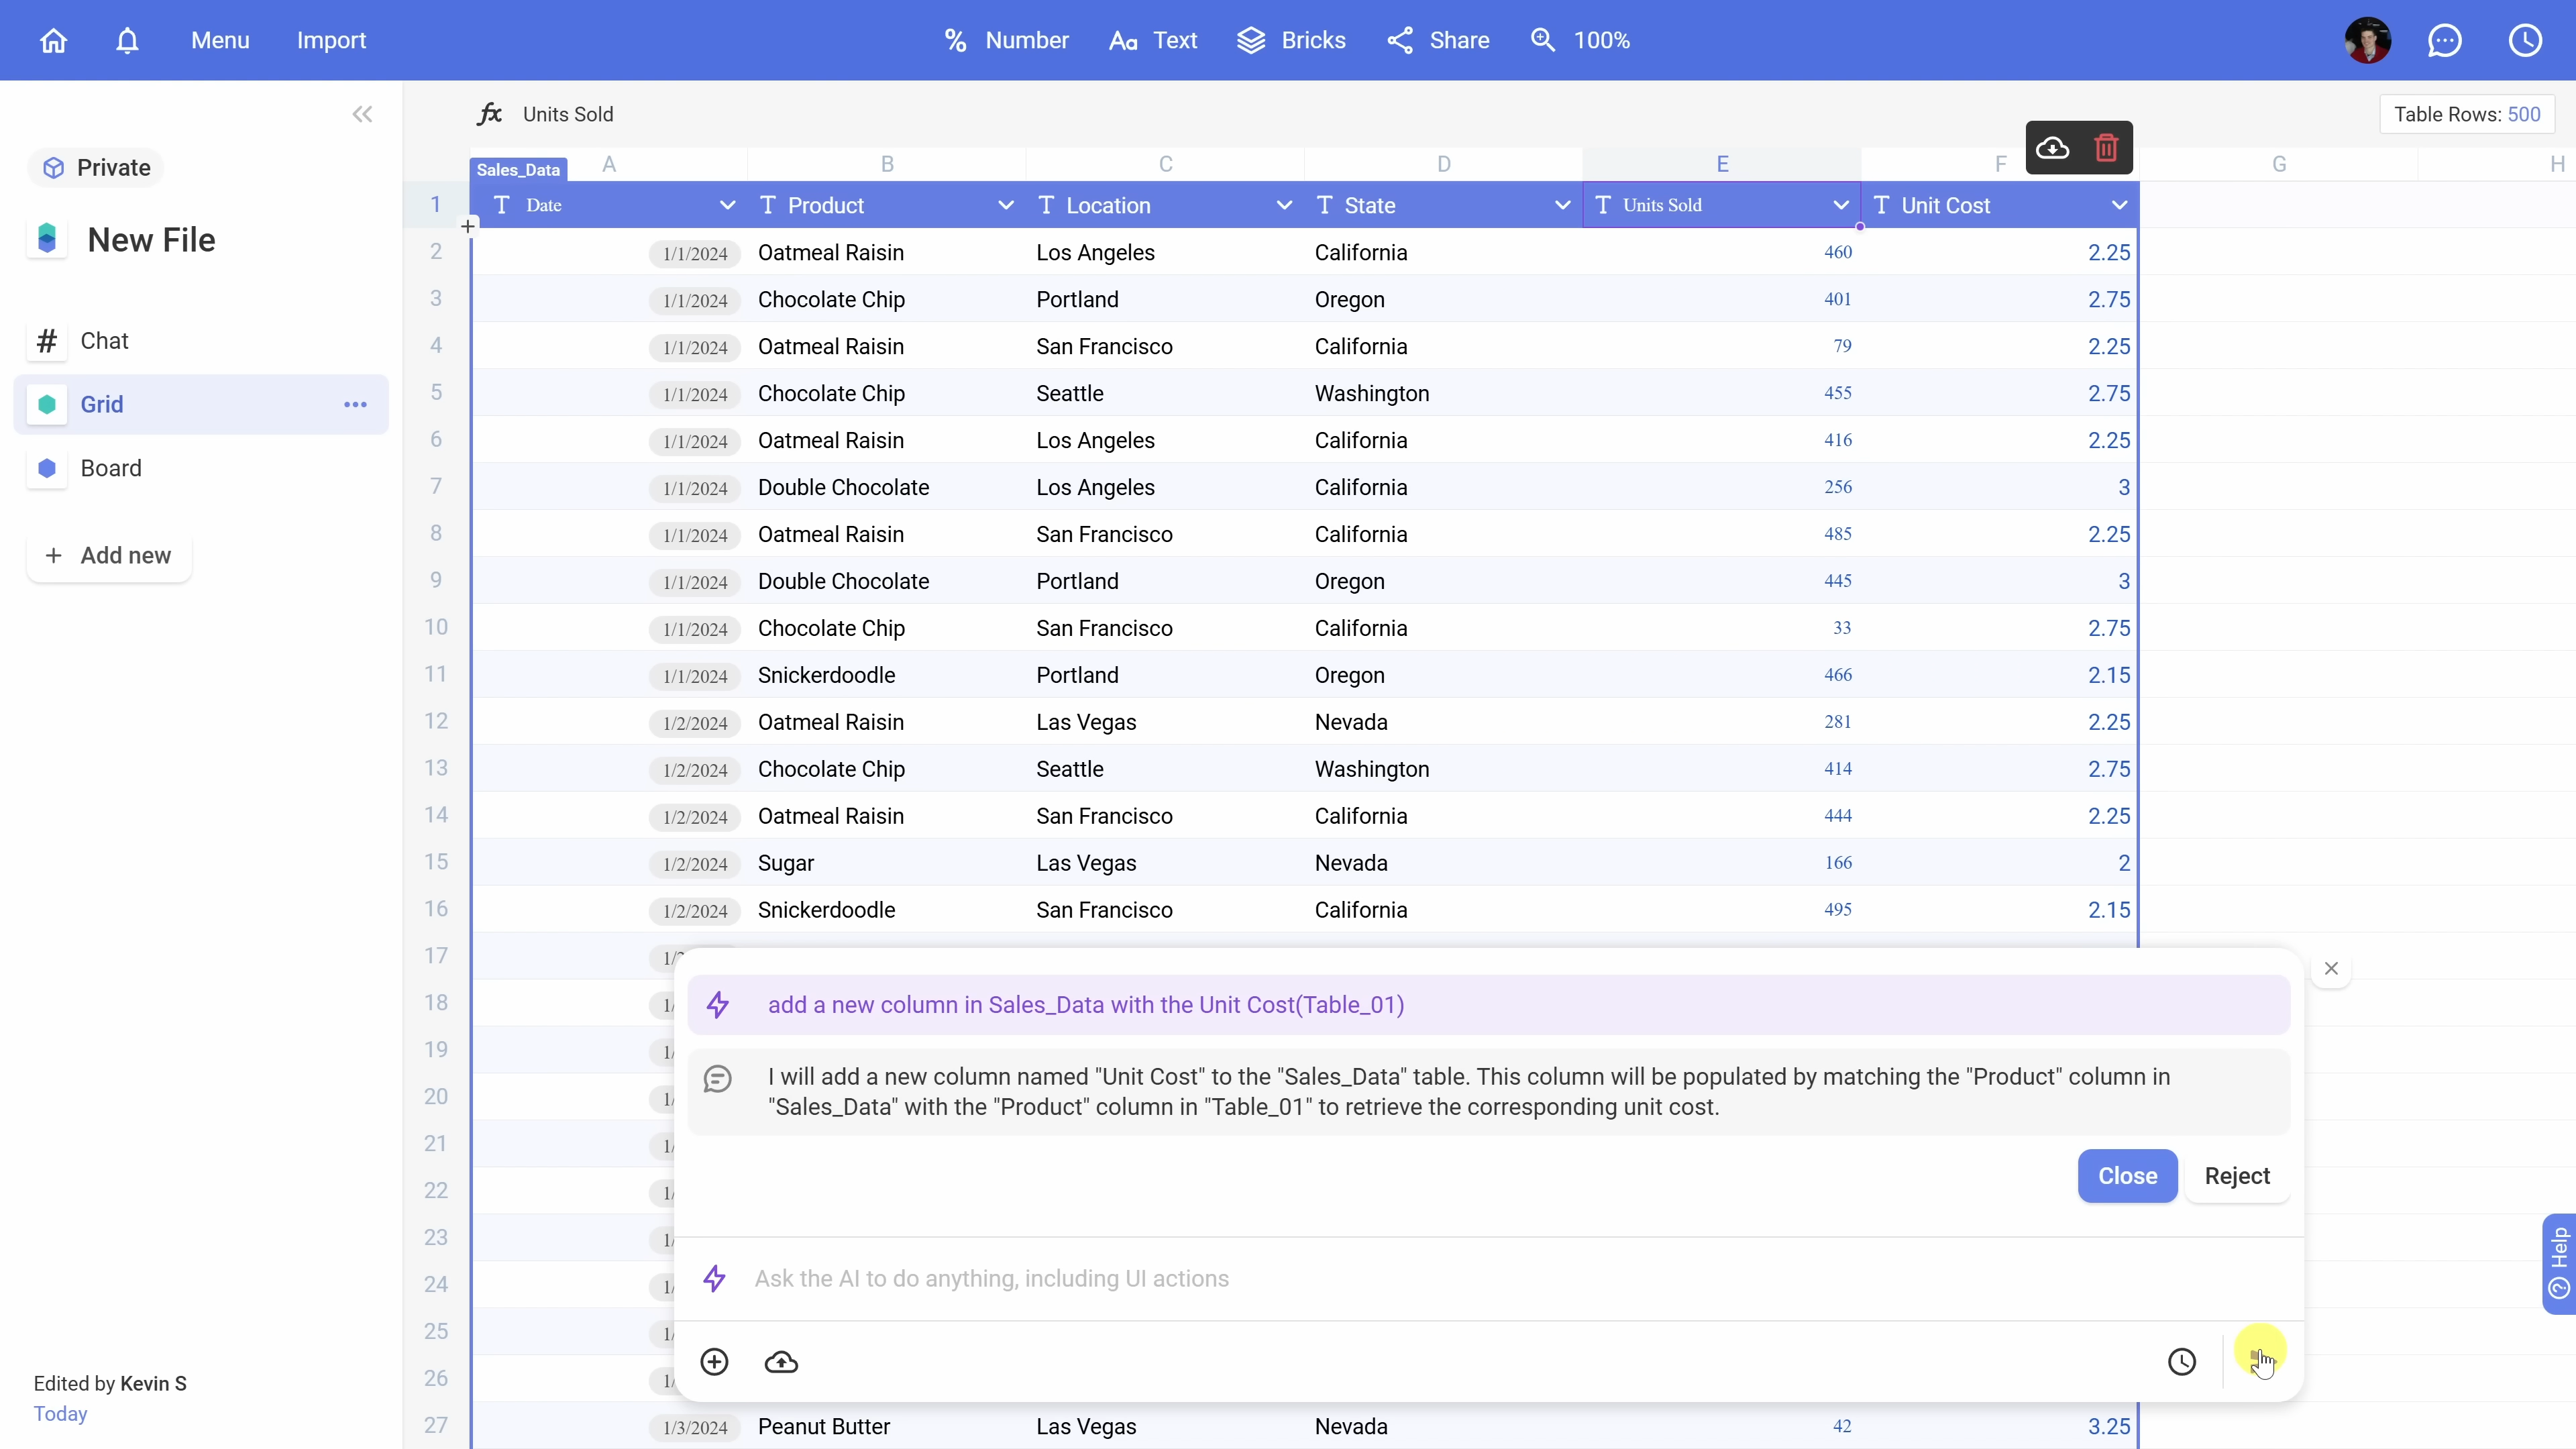 Menu Import
% Number
Aa Text
Bricks
Share
100%
Private
New File
# Chat
Grid
Board
+ Add new
Edited by Kevin S
Today
fx Units Sold
Table Rows: 500
A B C D E F G H
Sales_Data
1 T Date T Product T Location T State T Units Sold T Unit Cost
2 1/1/2024 Oatmeal Raisin Los Angeles California 460 2.25
3 1/1/2024 Chocolate Chip Portland Oregon 401 2.75
4 1/1/2024 Oatmeal Raisin San Francisco California 79 2.25
5 1/1/2024 Chocolate Chip Seattle Washington 455 2.75
6 1/1/2024 Oatmeal Raisin Los Angeles California 416 2.25
7 1/1/2024 Double Chocolate Los Angeles California 256 3
8 1/1/2024 Oatmeal Raisin San Francisco California 485 2.25
9 1/1/2024 Double Chocolate Portland Oregon 445 3
10 1/1/2024 Chocolate Chip San Francisco California 33 2.75
11 1/1/2024 Snickerdoodle Portland Oregon 466 2.15
12 1/2/2024 Oatmeal Raisin Las Vegas Nevada 281 2.25
13 1/2/2024 Chocolate Chip Seattle Washington 414 2.75
14 1/2/2024 Oatmeal Raisin San Francisco California 444 2.25
15 1/2/2024 Sugar Las Vegas Nevada 166 2
16 1/2/2024 Snickerdoodle San Francisco California 495 2.15
17
18
19
20
21
22
23
24
25
26
27 1/3/2024 Peanut Butter Las Vegas Nevada 42 3.25
add a new column in Sales_Data with the Unit Cost(Table_01)
I will add a new column named "Unit Cost" to the "Sales_Data" table. This column will be populated by matching the "Product" column in
"Sales_Data" with the "Product" column in "Table_01" to retrieve the corresponding unit cost.
Close Reject
Ask the AI to do anything, including UI actions
Help